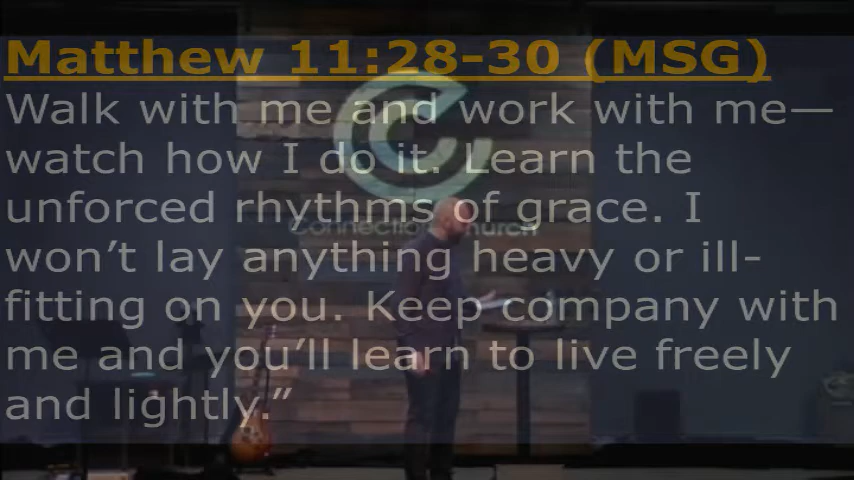 Matthew 11:28-30 (MSG)
Walk with me and work with me—
watch how I do it. Learn the
unforced rhythms of grace. I
won’t lay anything heavy or ill-
fitting on you. Keep company with
me and you’ll learn to live freely
and lightly.”
Connection Church